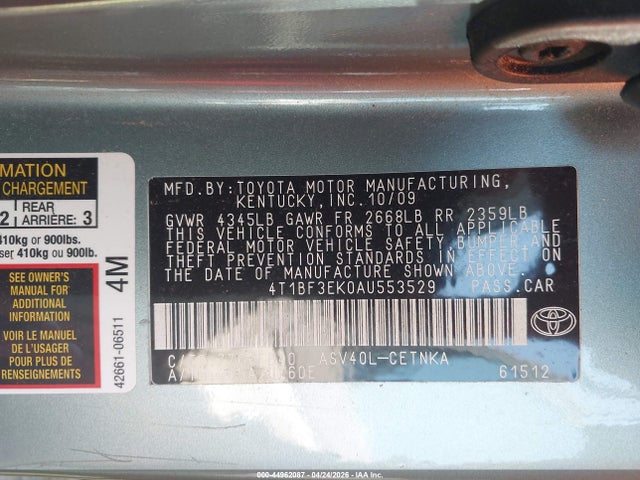 MATION
CHARGEMENT
2 REAR ARRIÈRE: 3
410kg or 900lbs.
ser 410kg ou 900lb.
SEE OWNER'S
MANUAL FOR
ADDITIONAL
INFORMATION
VOIR LE MANUEL
DE L'USAGER
POUR PLUS DE
RENSEIGNEMENTS
4M
42661-06511
MFD.BY:TOYOTA MOTOR MANUFACTURING,
KENTUCKY,INC.10/09
GVWR 4345LB GAWR FR 2668LB RR 2359LB
THIS VEHICLE CONFORMS TO ALL APPLICABLE
FEDERAL MOTOR VEHICLE SAFETY, BUMPER,AND
THEFT PREVENTION STANDARDS IN EFFECT ON
THE DATE OF MANUFACTURE SHOWN ABOVE.
4T1BF3EK0AU553529 PASS.CAR
ASV40L-CETNKA
61512
000-44962087 - 04/24/2026 - IAA, Inc.